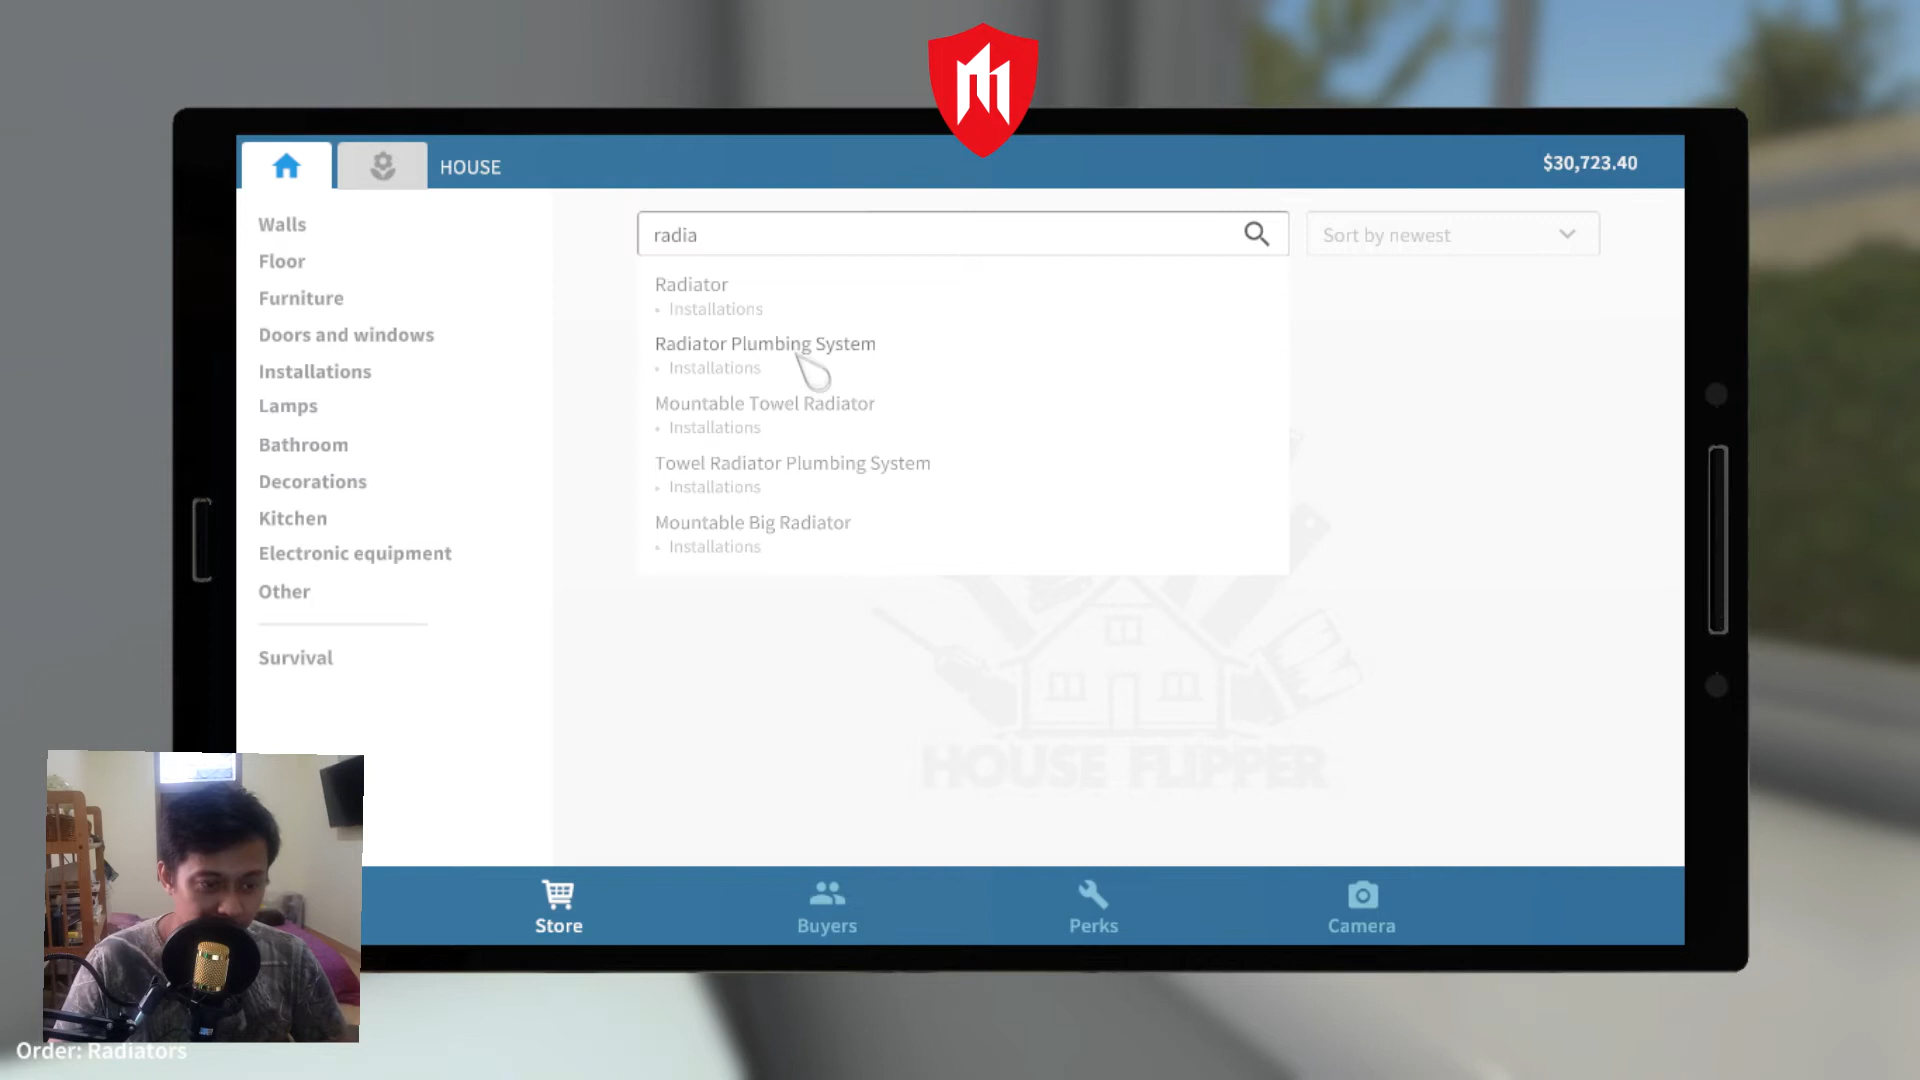 HOUSE
$30,723.40
Walls
Floor
Furniture
Doors and windows
Installations
Lamps
Bathroom
Decorations
Kitchen
Electronic equipment
Other
Survival
radia
Sort by newest
Radiator
• Installations
Radiator Plumbing System
• Installations
Mountable Towel Radiator
• Installations
Towel Radiator Plumbing System
• Installations
Mountable Big Radiator
• Installations
HOUSE FLIPPER
Store
Buyers
Perks
Camera
Order: Radiators